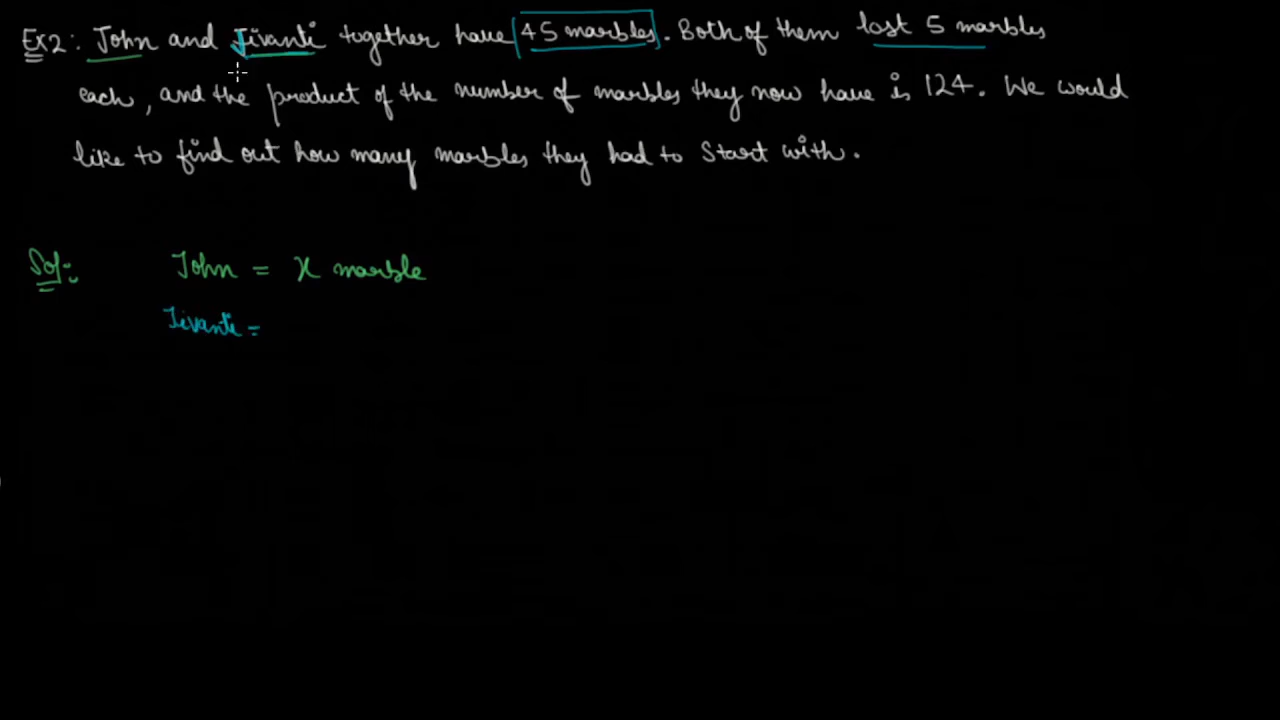 Ex2: John and Jivanti together have 45 marbles. Both of them lost 5 marbles
each, and the product of the number of marbles they now have is 124. We would
like to find out how many marbles they had to start with.
Sol:
John = x marble
Jivanti =